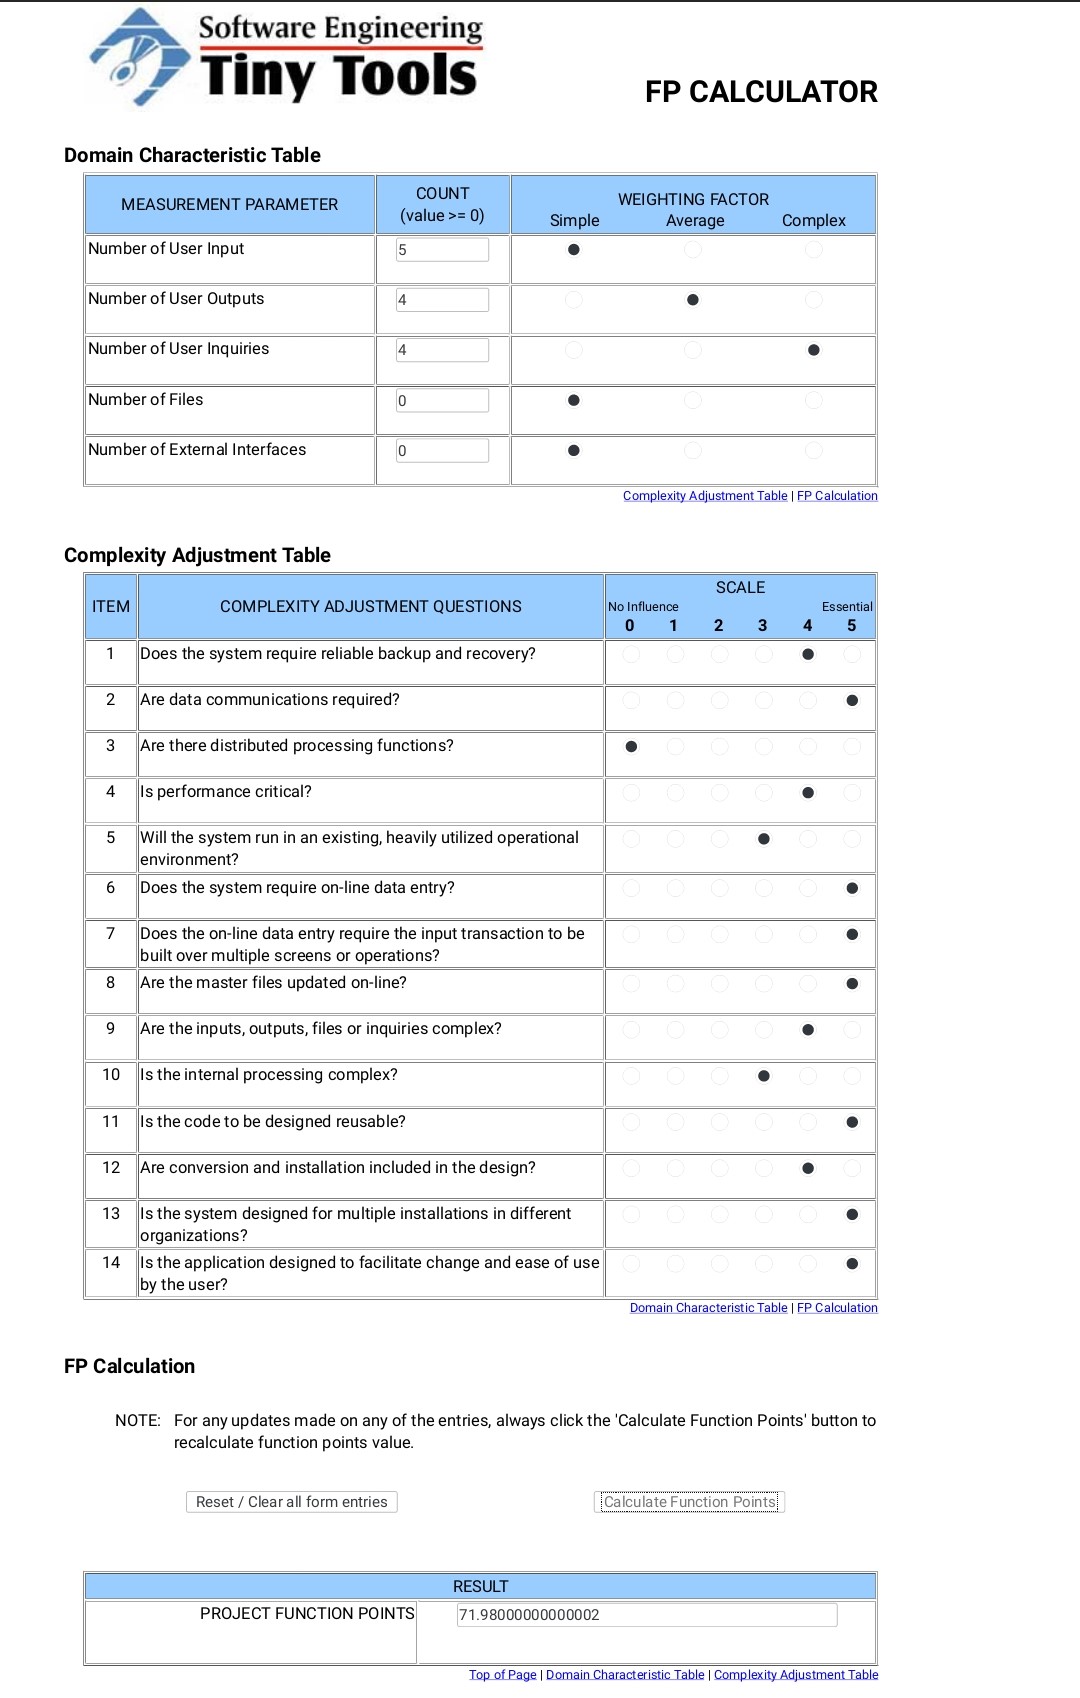 Software Engineering
Tiny Tools
FP CALCULATOR
Domain Characteristic Table
MEASUREMENT PARAMETER
COUNT
(value >= 0)
WEIGHTING FACTOR
Simple Average Complex
Number of User Input 5
Number of User Outputs 4
Number of User Inquiries 4
Number of Files 0
Number of External Interfaces 0
Complexity Adjustment Table | FP Calculation
Complexity Adjustment Table
ITEM COMPLEXITY ADJUSTMENT QUESTIONS
SCALE
No Influence Essential
0 1 2 3 4 5
1 Does the system require reliable backup and recovery?
2 Are data communications required?
3 Are there distributed processing functions?
4 Is performance critical?
5 Will the system run in an existing, heavily utilized operational
environment?
6 Does the system require on-line data entry?
7 Does the on-line data entry require the input transaction to be
built over multiple screens or operations?
8 Are the master files updated on-line?
9 Are the inputs, outputs, files or inquiries complex?
10 Is the internal processing complex?
11 Is the code to be designed reusable?
12 Are conversion and installation included in the design?
13 Is the system designed for multiple installations in different
organizations?
14 Is the application designed to facilitate change and ease of use
by the user?
Domain Characteristic Table | FP Calculation
FP Calculation
NOTE: For any updates made on any of the entries, always click the 'Calculate Function Points' button to
recalculate function points value.
Reset / Clear all form entries Calculate Function Points
RESULT
PROJECT FUNCTION POINTS 71.98000000000002
Top of Page | Domain Characteristic Table | Complexity Adjustment Table